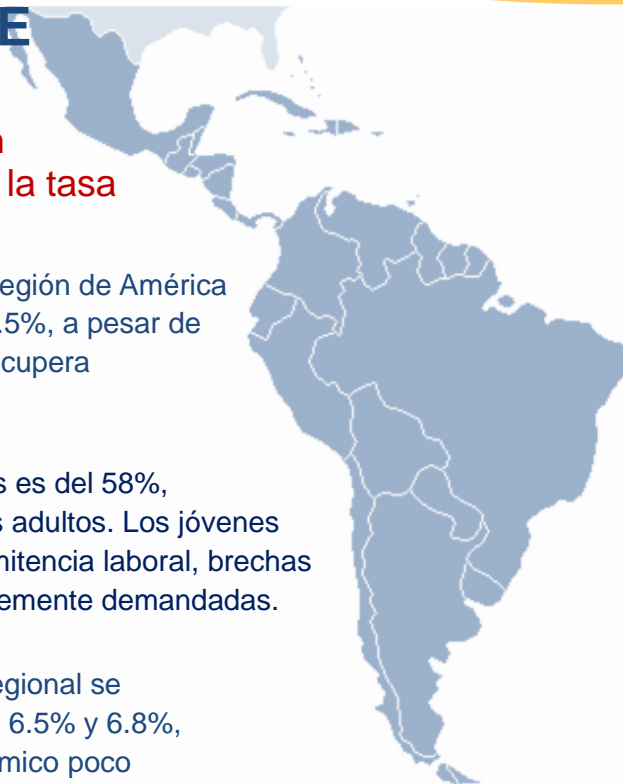 E
la tasa
egión de América
.5%, a pesar de
cupera
s es del 58%,
s adultos. Los jóvenes
mitencia laboral, brechas
emente demandadas.
egional se
6.5% y 6.8%,
mico poco